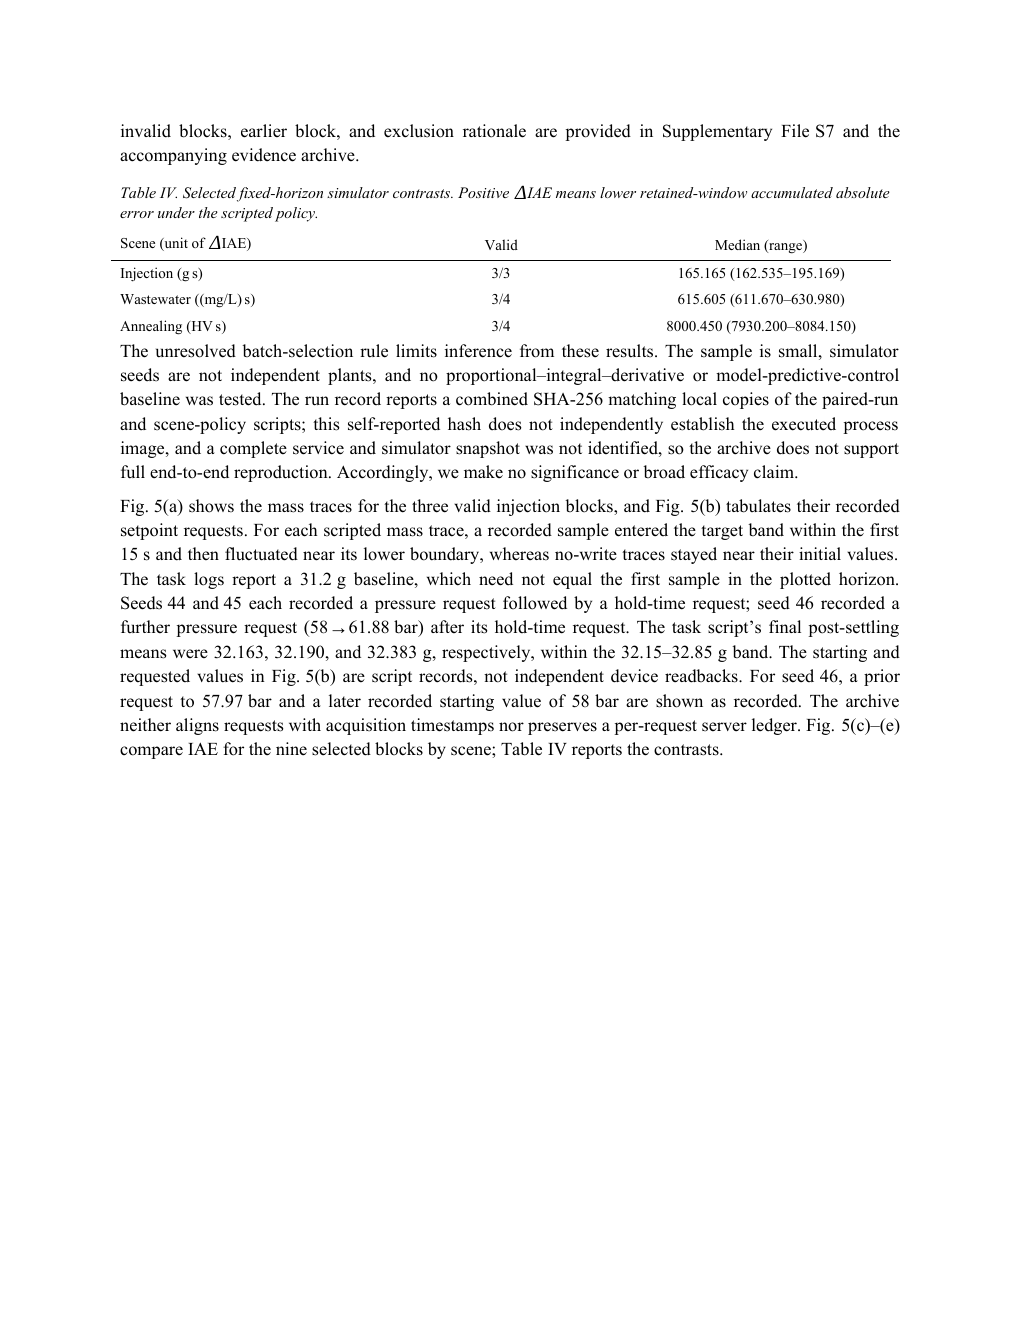 invalid blocks, earlier block, and exclusion rationale are provided in Supplementary File S7 and the
accompanying evidence archive.
Table IV. Selected fixed-horizon simulator contrasts. Positive ΔIAE means lower retained-window accumulated absolute
error under the scripted policy.
Scene (unit of ΔIAE) Valid Median (range)
Injection (g s) 3/3 165.165 (162.535–195.169)
Wastewater ((mg/L) s) 3/4 615.605 (611.670–630.980)
Annealing (HV s) 3/4 8000.450 (7930.200–8084.150)
The unresolved batch-selection rule limits inference from these results. The sample is small, simulator
seeds are not independent plants, and no proportional–integral–derivative or model-predictive-control
baseline was tested. The run record reports a combined SHA-256 matching local copies of the paired-run
and scene-policy scripts; this self-reported hash does not independently establish the executed process
image, and a complete service and simulator snapshot was not identified, so the archive does not support
full end-to-end reproduction. Accordingly, we make no significance or broad efficacy claim.
Fig. 5(a) shows the mass traces for the three valid injection blocks, and Fig. 5(b) tabulates their recorded
setpoint requests. For each scripted mass trace, a recorded sample entered the target band within the first
15 s and then fluctuated near its lower boundary, whereas no-write traces stayed near their initial values.
The task logs report a 31.2 g baseline, which need not equal the first sample in the plotted horizon.
Seeds 44 and 45 each recorded a pressure request followed by a hold-time request; seed 46 recorded a
further pressure request (58→61.88 bar) after its hold-time request. The task script’s final post-settling
means were 32.163, 32.190, and 32.383 g, respectively, within the 32.15–32.85 g band. The starting and
requested values in Fig. 5(b) are script records, not independent device readbacks. For seed 46, a prior
request to 57.97 bar and a later recorded starting value of 58 bar are shown as recorded. The archive
neither aligns requests with acquisition timestamps nor preserves a per-request server ledger. Fig. 5(c)–(e)
compare IAE for the nine selected blocks by scene; Table IV reports the contrasts.